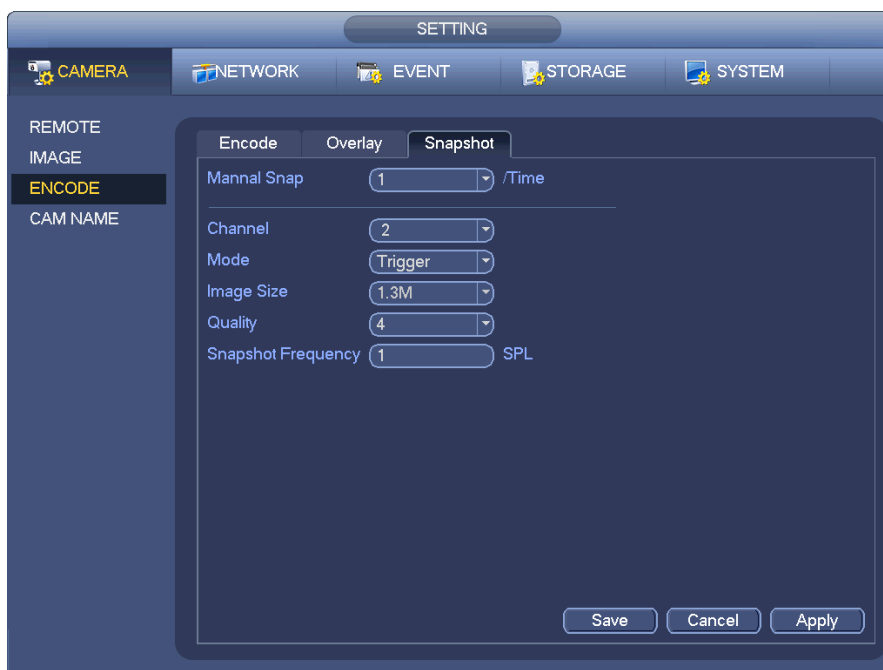 SETTING
CAMERA NETWORK EVENT STORAGE SYSTEM
REMOTE
IMAGE
ENCODE
CAM NAME
Encode Overlay Snapshot
Mannal Snap 1 /Time
Channel 2
Mode Trigger
Image Size 1.3M
Quality 4
Snapshot Frequency 1 SPL
Save Cancel Apply